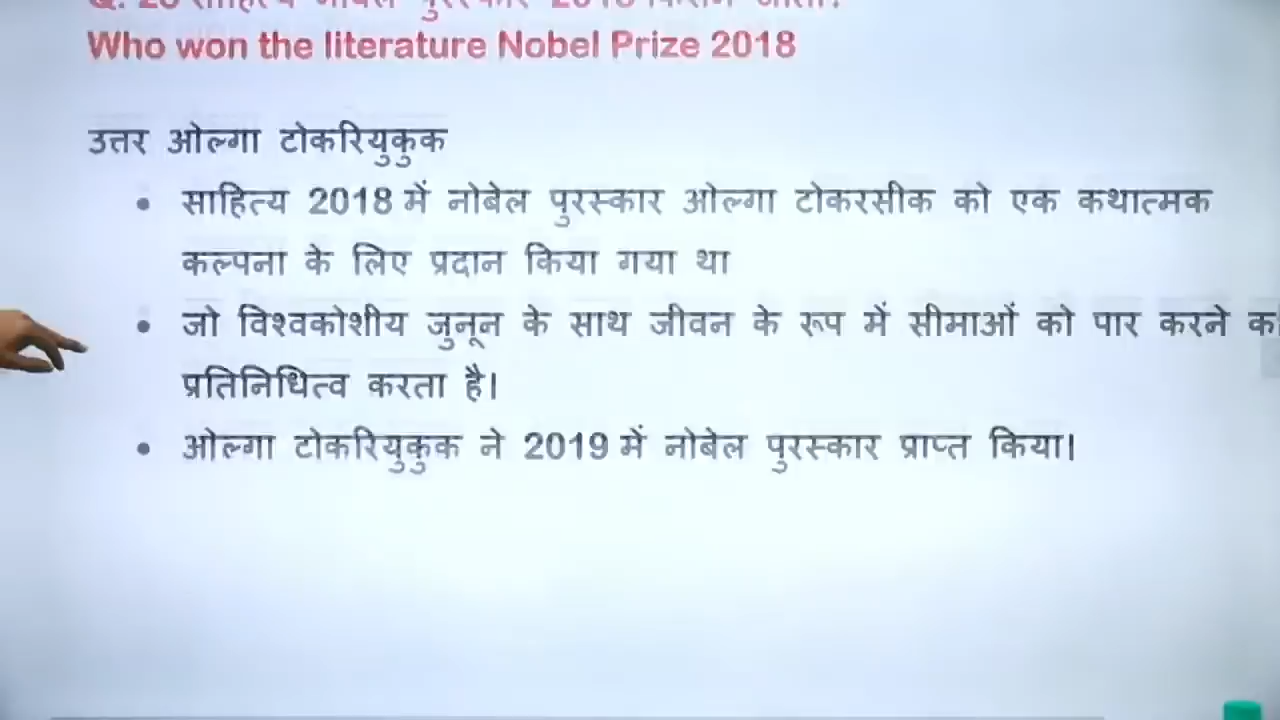 Who won the literature Nobel Prize 2018
उत्तर ओल्गा टोकरियुकुक
• साहित्य 2018 में नोबेल पुरस्कार ओल्गा टोकरसीक को एक कथात्मक
कल्पना के लिए प्रदान किया गया था
• जो विश्वकोशीय जुनून के साथ जीवन के रूप में सीमाओं को पार करने क
प्रतिनिधित्व करता है।
• ओल्गा टोकरियुकुक ने 2019 में नोबेल पुरस्कार प्राप्त किया।